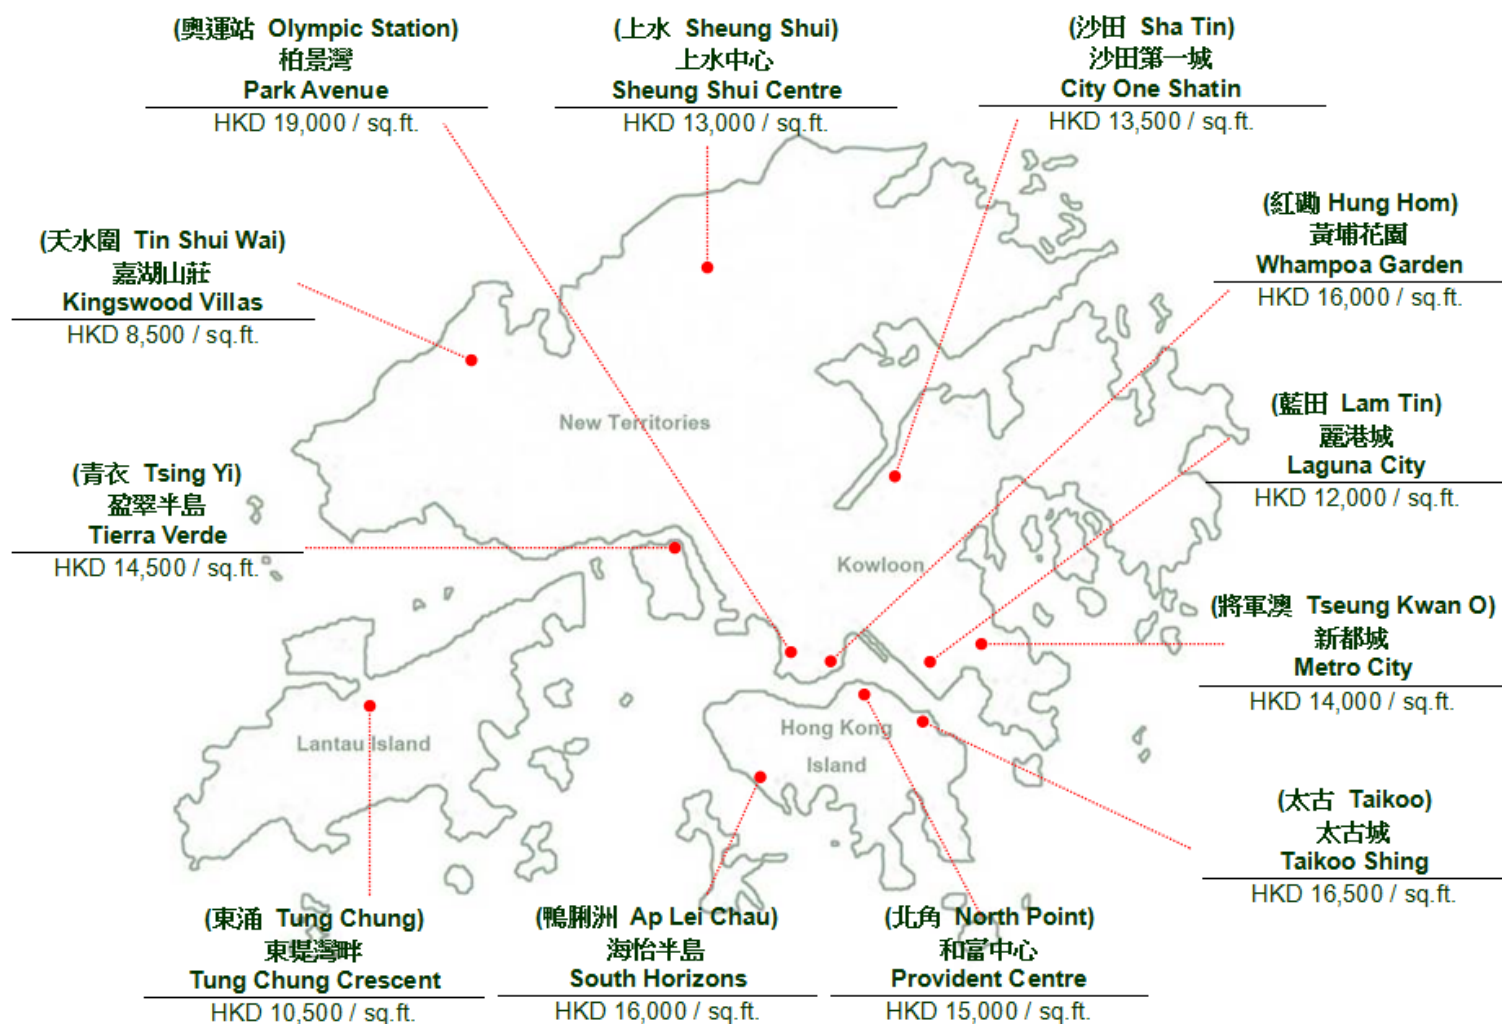 (奧運站 Olympic Station)
柏景灣
Park Avenue
HKD 19,000 / sq.ft.
(上水 Sheung Shui)
上水中心
Sheung Shui Centre
HKD 13,000 / sq.ft.
(沙田 Sha Tin)
沙田第一城
City One Shatin
HKD 13,500 / sq.ft.
(紅磡 Hung Hom)
黃埔花園
Whampoa Garden
HKD 16,000 / sq.ft.
(天水圍 Tin Shui Wai)
嘉湖山莊
Kingswood Villas
HKD 8,500 / sq.ft.
New Territories
(藍田 Lam Tin)
麗港城
Laguna City
HKD 12,000 / sq.ft.
(青衣 Tsing Yi)
盈翠半島
Tierra Verde
HKD 14,500 / sq.ft.
Kowloon
(將軍澳 Tseung Kwan O)
新都城
Metro City
HKD 14,000 / sq.ft.
Lantau Island
Hong Kong
Island
(太古 Taikoo)
太古城
Taikoo Shing
HKD 16,500 / sq.ft.
(東涌 Tung Chung)
東堤灣畔
Tung Chung Crescent
HKD 10,500 / sq.ft.
(鴨脷洲 Ap Lei Chau)
海怡半島
South Horizons
HKD 16,000 / sq.ft.
(北角 North Point)
和富中心
Provident Centre
HKD 15,000 / sq.ft.